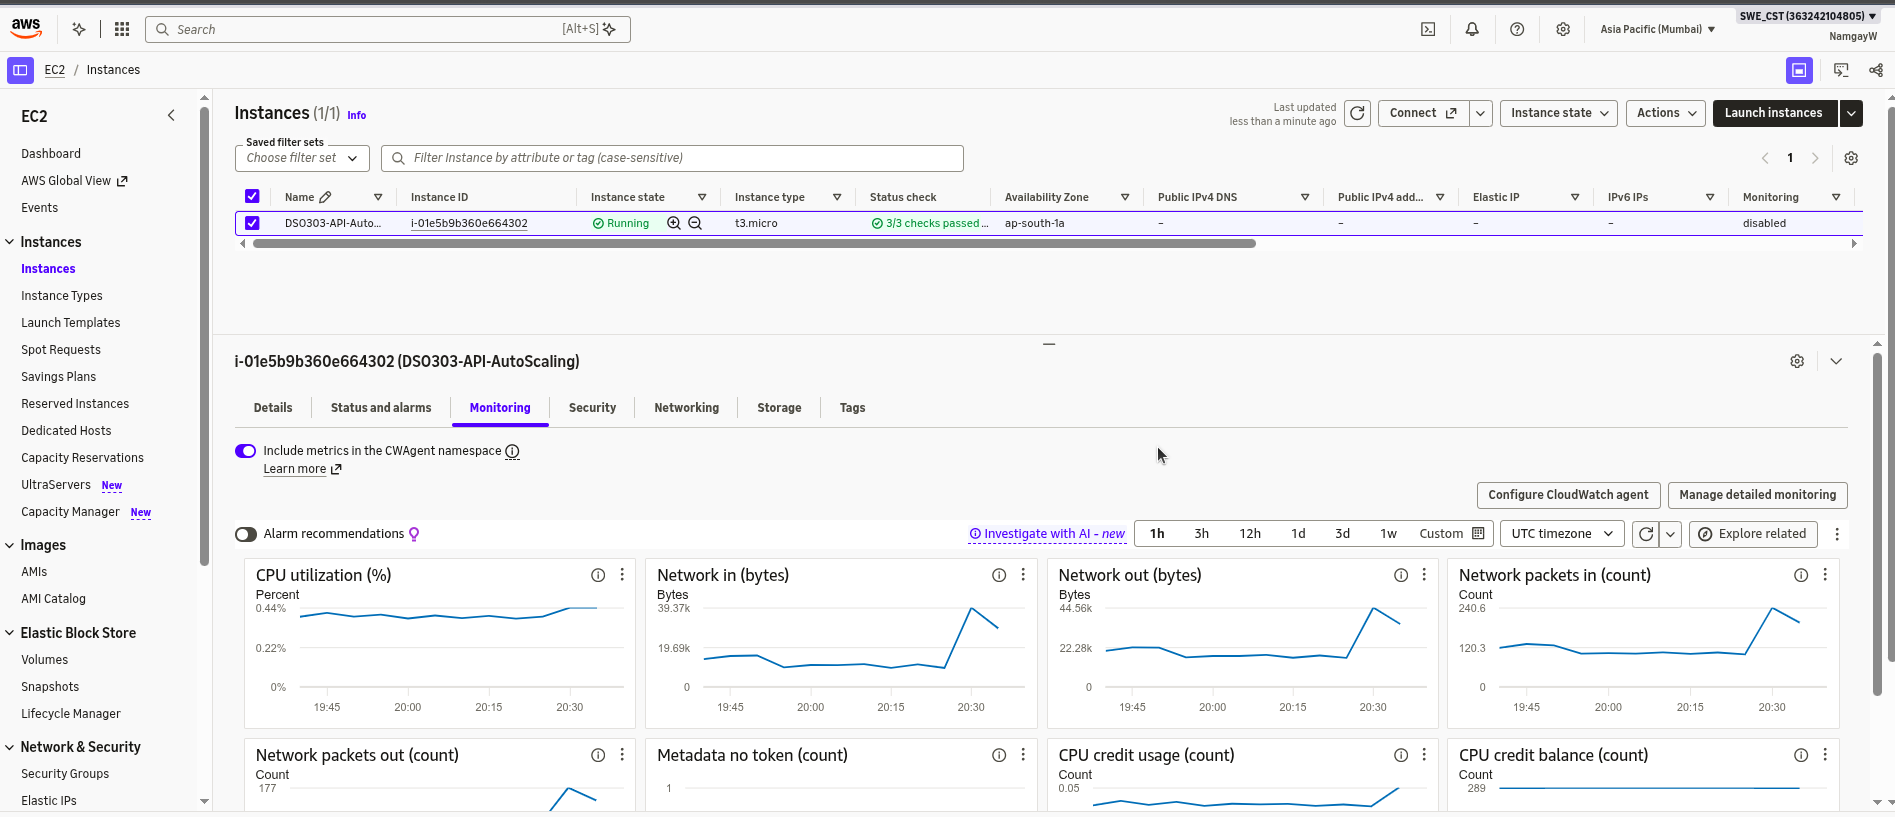 aws
Search [Alt+S]
Asia Pacific (Mumbai)
SWE_CST (363242104805)
NamgayW
EC2 / Instances
EC2
Dashboard
AWS Global View
Events
Instances
Instances
Instance Types
Launch Templates
Spot Requests
Savings Plans
Reserved Instances
Dedicated Hosts
Capacity Reservations
UltraServers New
Capacity Manager New
Images
AMIs
AMI Catalog
Elastic Block Store
Volumes
Snapshots
Lifecycle Manager
Network & Security
Security Groups
Elastic IPs
Instances (1/1) Info
Last updated
less than a minute ago
Connect
Instance state
Actions
Launch instances
Saved filter sets
Choose filter set
Filter Instance by attribute or tag (case-sensitive)
1
Name Instance ID Instance state Instance type Status check Availability Zone Public IPv4 DNS Public IPv4 add... Elastic IP IPv6 IPs Monitoring
DSO303-API-Auto... i-01e5b9b360e664302 Running t3.micro 3/3 checks passed ... ap-south-1a – – – – disabled
i-01e5b9b360e664302 (DSO303-API-AutoScaling)
Details Status and alarms Monitoring Security Networking Storage Tags
Include metrics in the CWAgent namespace
Learn more
Configure CloudWatch agent
Manage detailed monitoring
Alarm recommendations
Investigate with AI - new
1h 3h 12h 1d 3d 1w Custom
UTC timezone
Explore related
CPU utilization (%)
Percent
0.44%
0.22%
0%
19:45 20:00 20:15 20:30
Network in (bytes)
Bytes
39.37k
19.69k
0
19:45 20:00 20:15 20:30
Network out (bytes)
Bytes
44.56k
22.28k
0
19:45 20:00 20:15 20:30
Network packets in (count)
Count
240.6
120.3
0
19:45 20:00 20:15 20:30
Network packets out (count)
Count
177
Metadata no token (count)
1
CPU credit usage (count)
Count
0.05
CPU credit balance (count)
Count
289